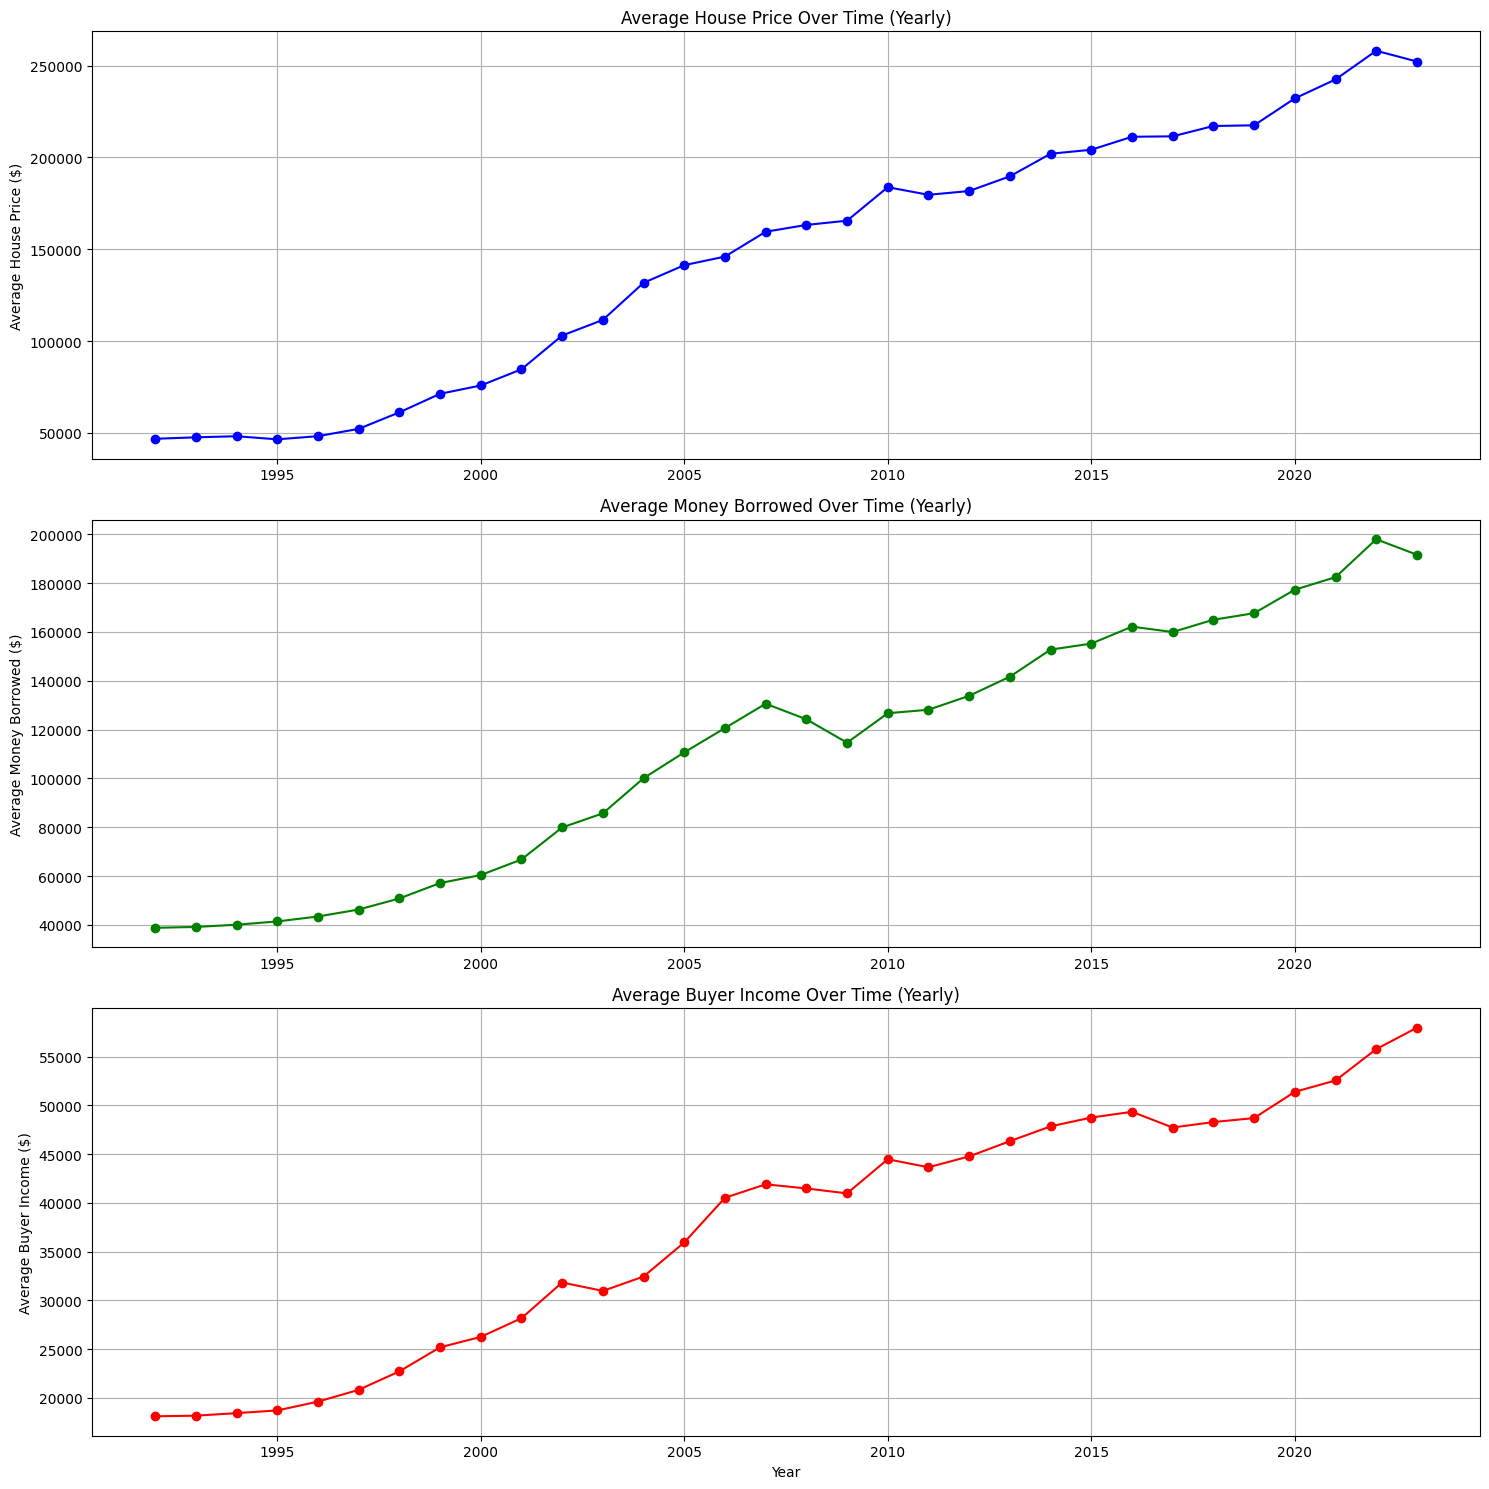 Average House Price Over Time (Yearly)
Average House Price ($)
250000
200000
150000
100000
50000
1995 2000 2005 2010 2015 2020
Average Money Borrowed Over Time (Yearly)
Average Money Borrowed ($)
200000
180000
160000
140000
120000
100000
80000
60000
40000
1995 2000 2005 2010 2015 2020
Average Buyer Income Over Time (Yearly)
Average Buyer Income ($)
55000
50000
45000
40000
35000
30000
25000
20000
1995 2000 2005 2010 2015 2020
Year